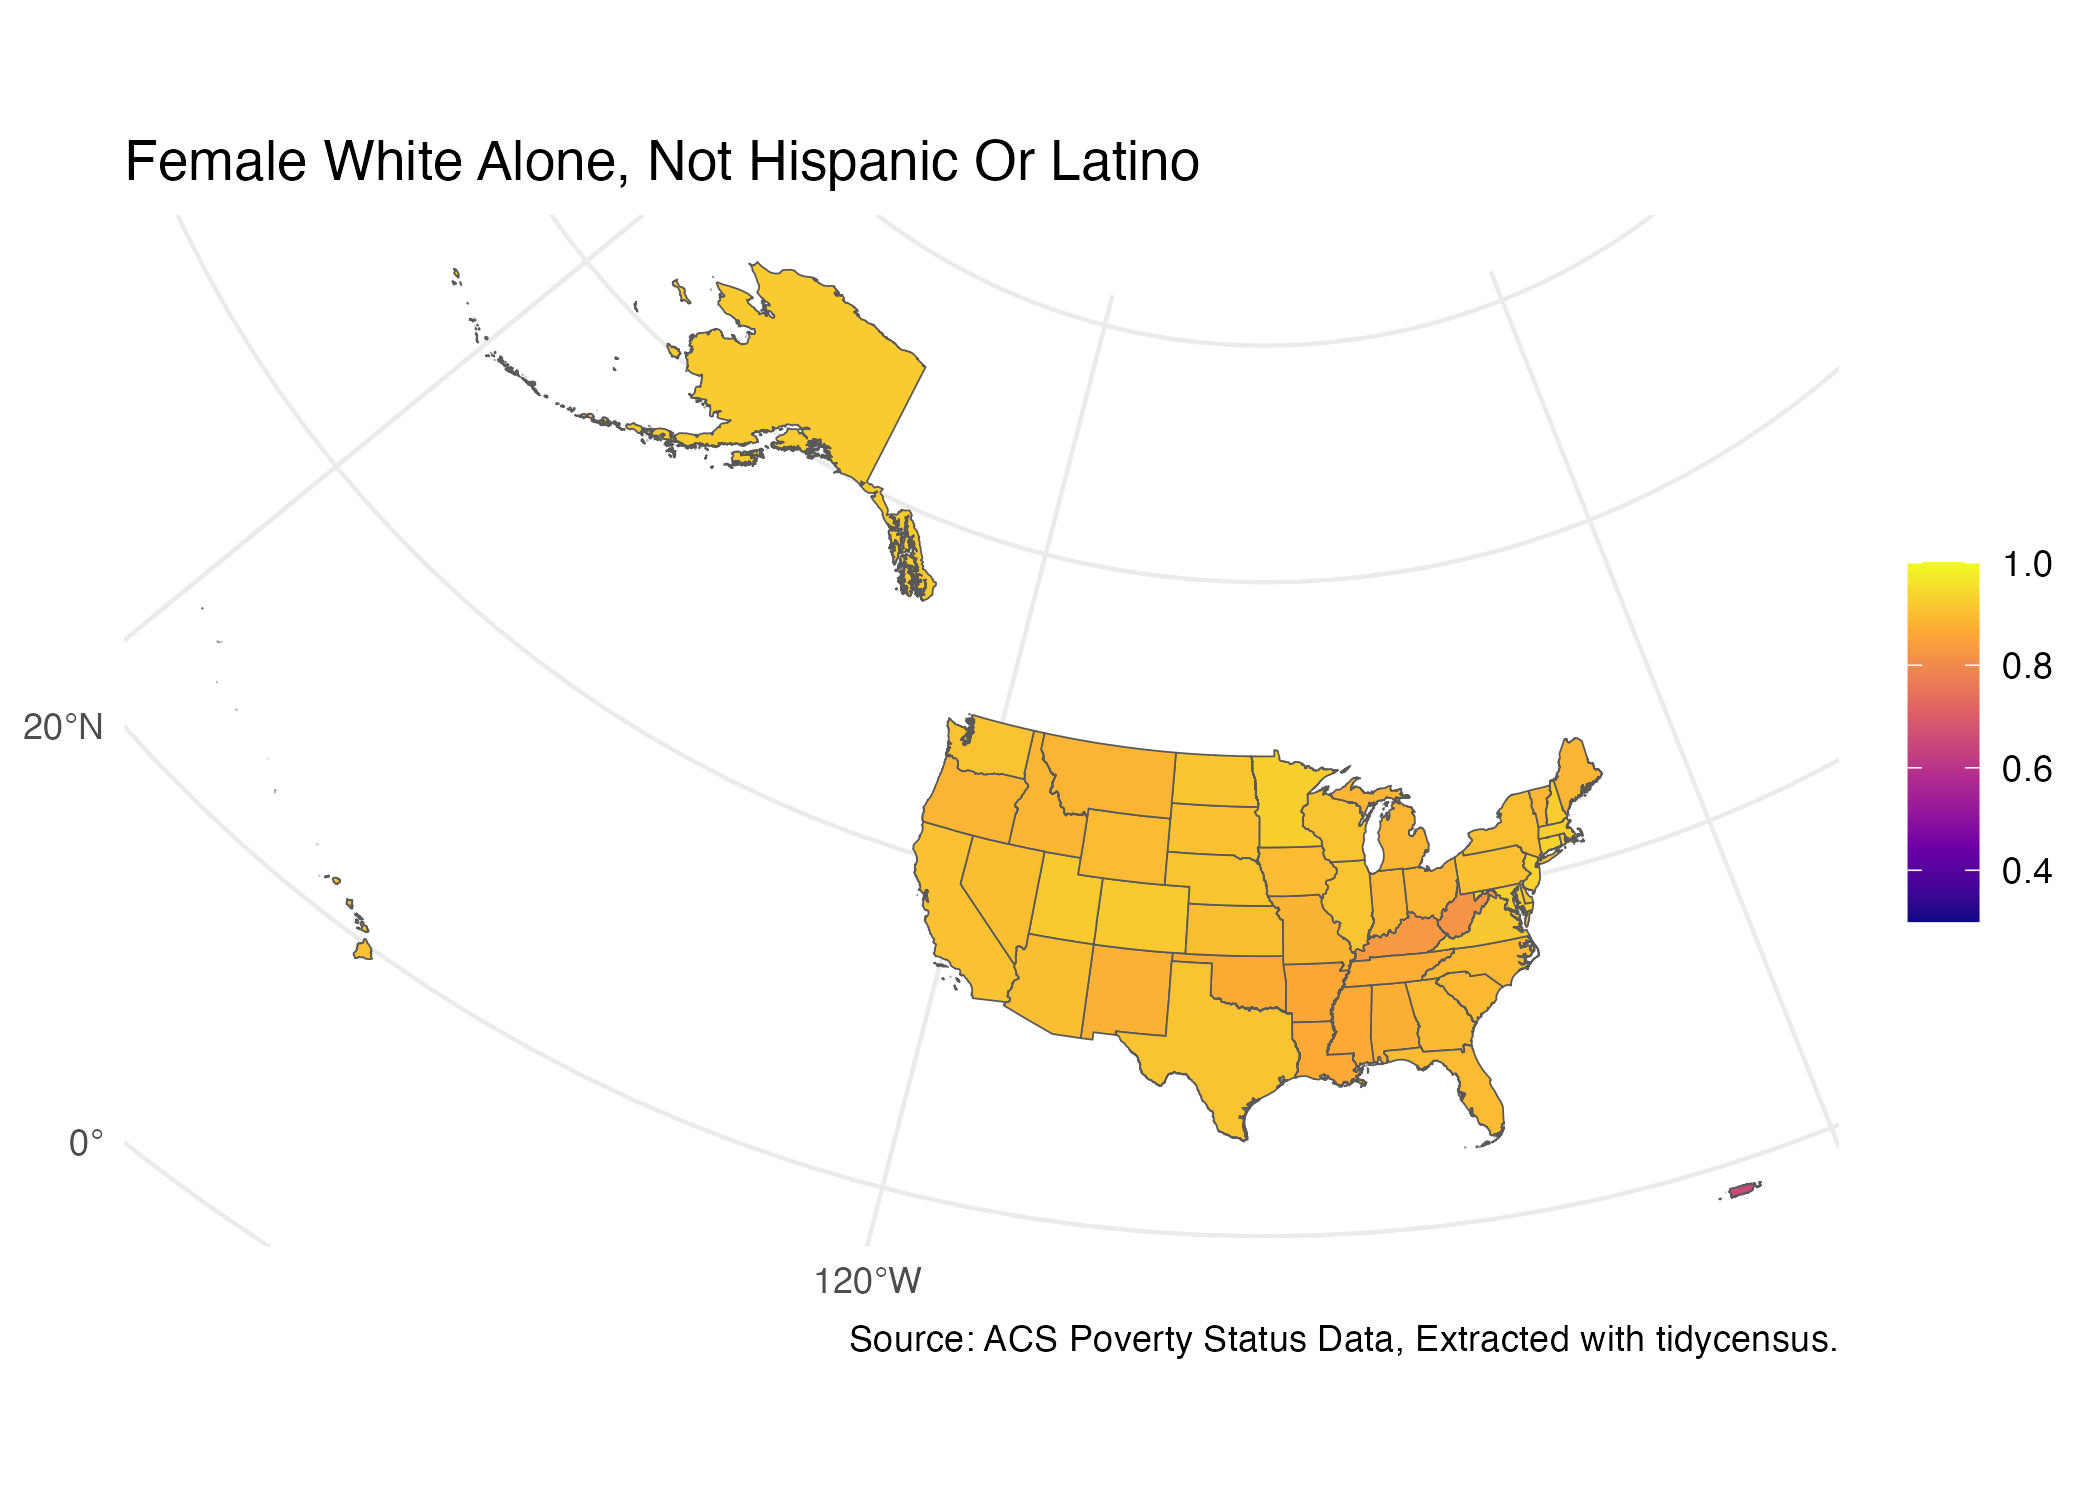 Female White Alone, Not Hispanic Or Latino
1.0
0.8
0.6
0.4
20°N
0°
120°W
Source: ACS Poverty Status Data, Extracted with tidycensus.